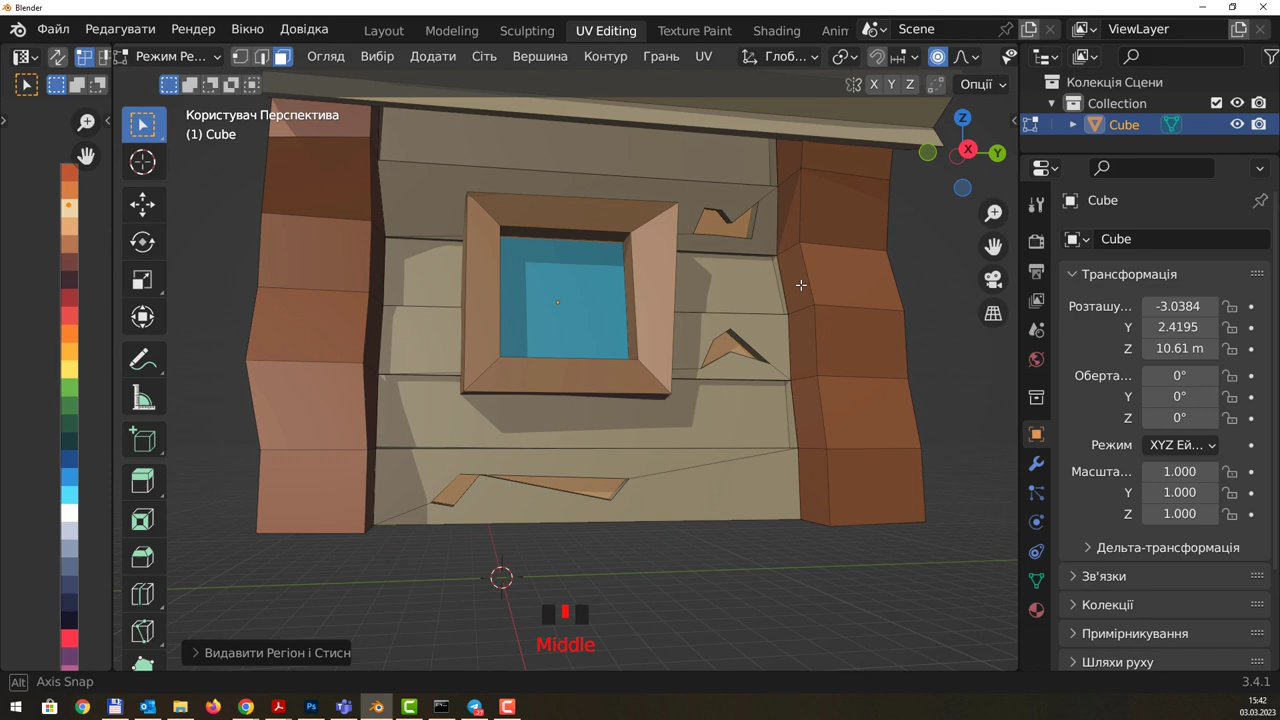 Blender
Файл Редагувати Рендер Вікно Довідка Layout Modeling Sculpting UV Editing Texture Paint Shading Anim Scene ViewLayer
Режим Ре... Огляд Вибрати Додати Сіть Вершина Контур Грань UV Глоб...
X Y Z Опції
Колекція Сцени
Collection
Cube
Користувач Перспектива
(1) Cube
Z
X
Y
Cube
Cube
Трансформація
Розташу... -3.0384
Y 2.4195
Z 10.61 m
Оберта... 0°
Y 0°
Z 0°
Режим XYZ Ей...
Масшта... 1.000
Y 1.000
Z 1.000
Дельта-трансформація
Зв'язки
Колекції
Примірникування
Шляхи руху
Middle
Видавити Регіон і Стисн
Alt Axis Snap 3.4.1
15:42
03.03.2023